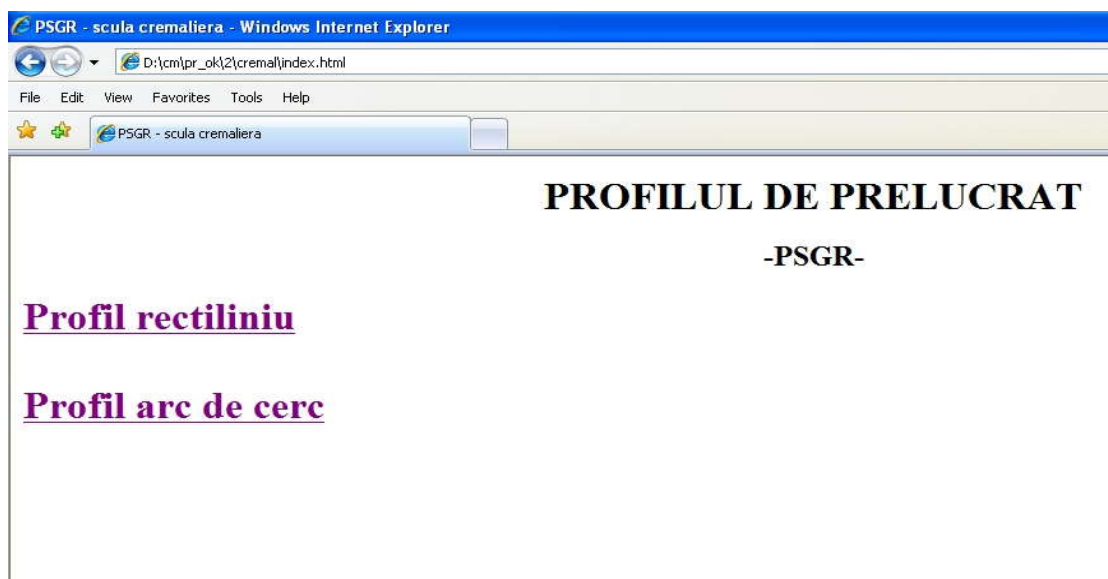 PSGR - scula cremaliera - Windows Internet Explorer
D:\cm\pr_ok\2\cremal\index.html
File Edit View Favorites Tools Help
PSGR - scula cremaliera
PROFILUL DE PRELUCRAT
-PSGR-
Profil rectiliniu
Profil arc de cerc